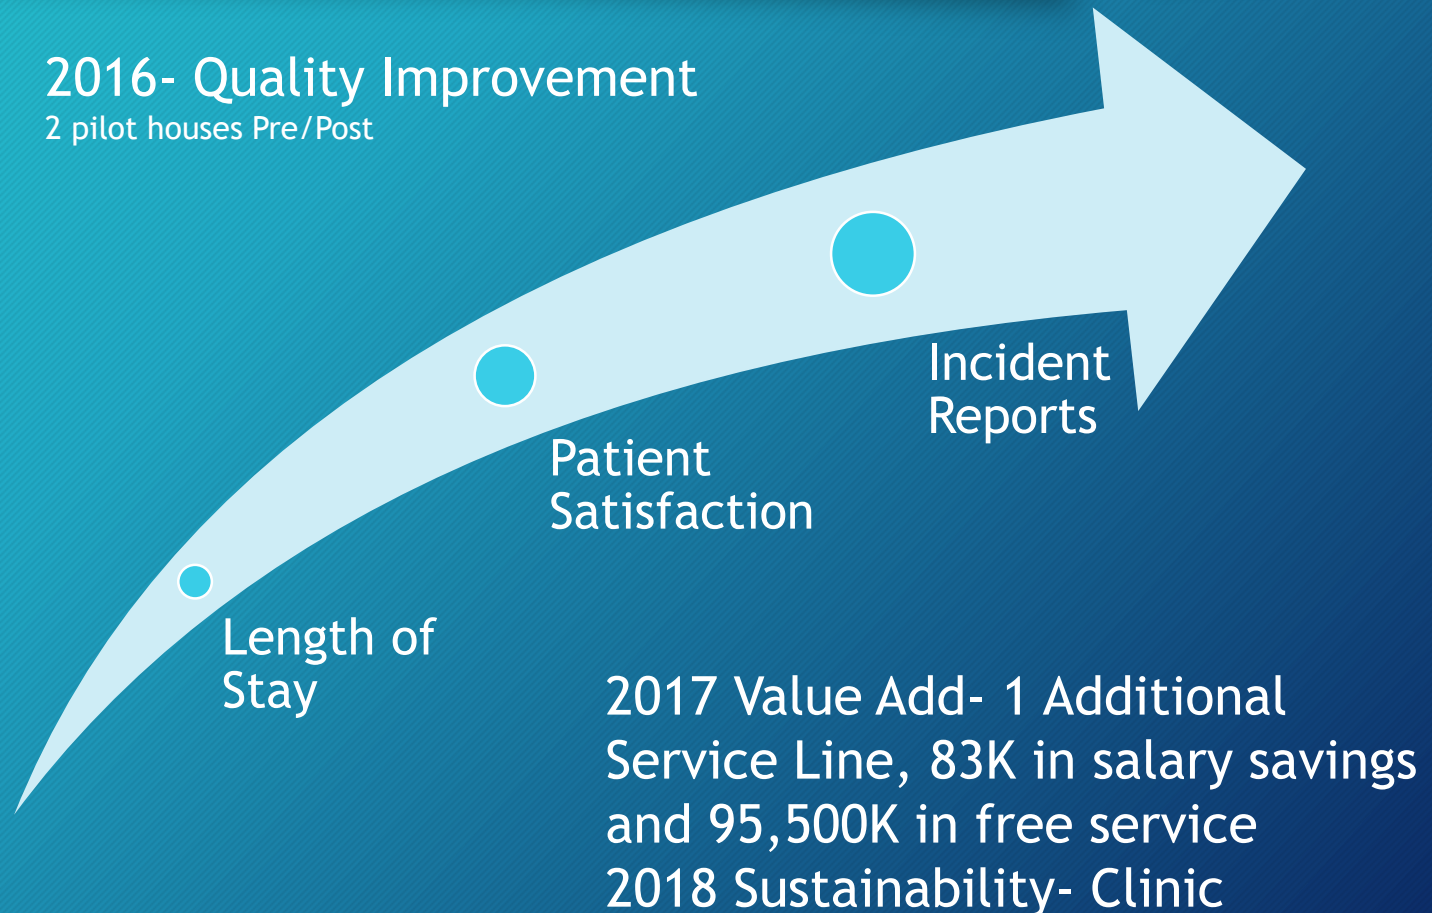 2016- Quality Improvement
2 pilot houses Pre/Post
Incident
Reports
Patient
Satisfaction
Length of
Stay
2017 Value Add- 1 Additional
Service Line, 83K in salary savings
and 95,500K in free service
2018 Sustainability- Clinic